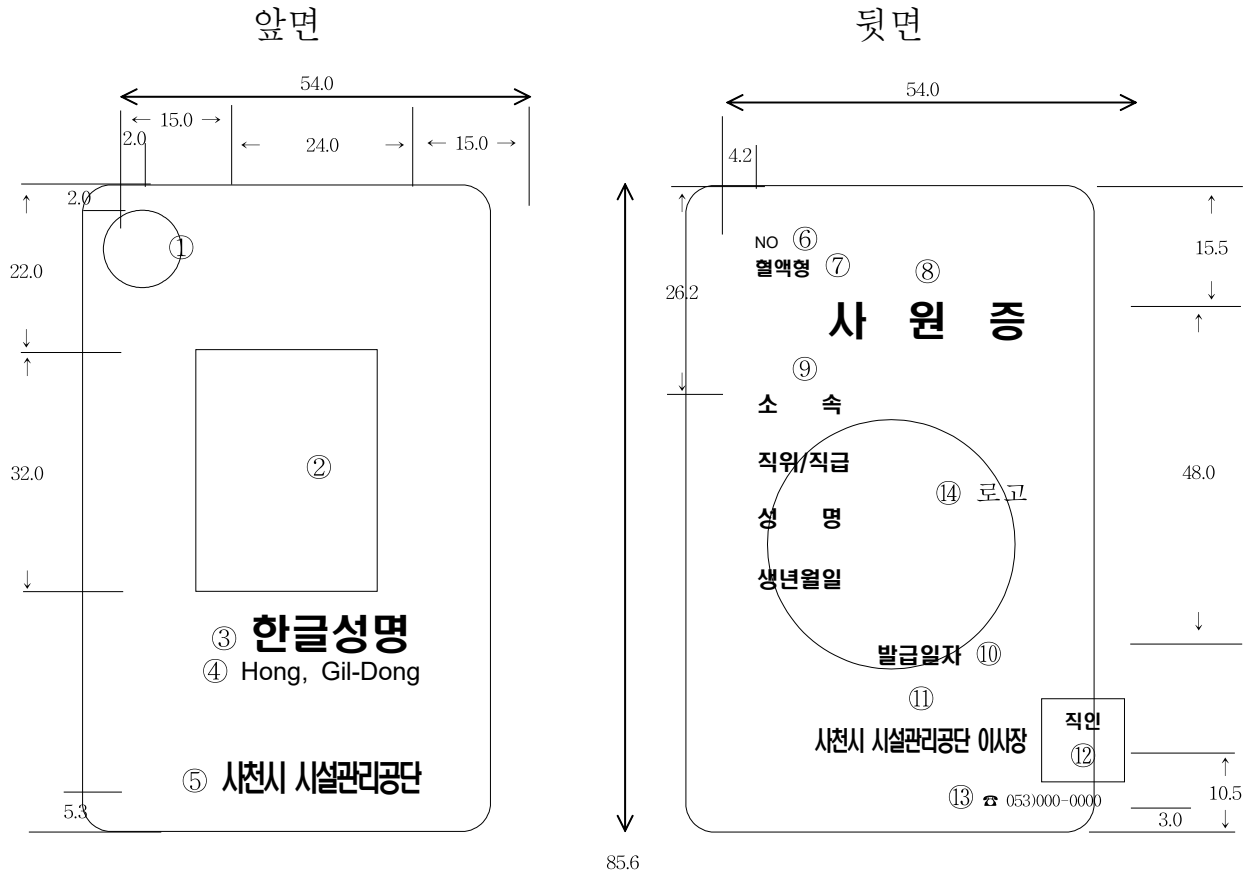 앞면
뒷면
54.0
← 15.0 →
2.0
← 24.0 →
← 15.0 →
2.0
①
22.0
32.0
②
③ 한글성명
④ Hong, Gil-Dong
⑤ 사천시 시설관리공단
5.3
85.6
54.0
4.2
NO ⑥
혈액형 ⑦
⑧
15.5
26.2
사 원 증
⑨
소 속
직위/직급
⑭ 로고
48.0
성 명
생년월일
발급일자 ⑩
⑪
사천시 시설관리공단 이사장
직인
⑫
⑬ ☎ 053)000-0000
10.5
3.0